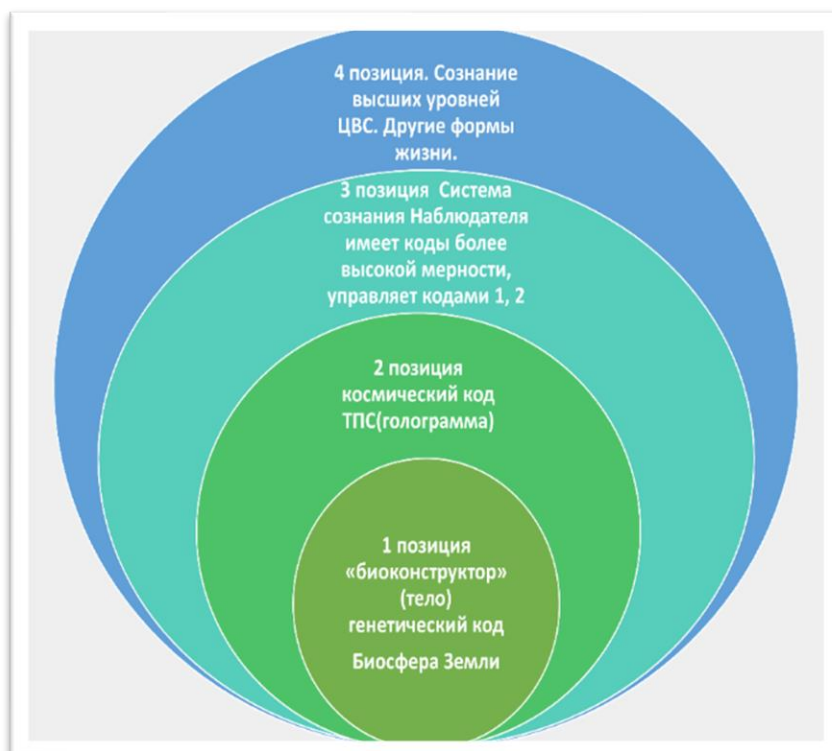 4 позиция. Сознание
высших уровней
ЦВС. Другие формы
жизни.
3 позиция Система
сознания Наблюдателя
имеет коды более
высокой мерности,
управляет кодами 1, 2
2 позиция
космический код
ТПС(голограмма)
1 позиция
«биоконструктор»
(тело)
генетический код
Биосфера Земли